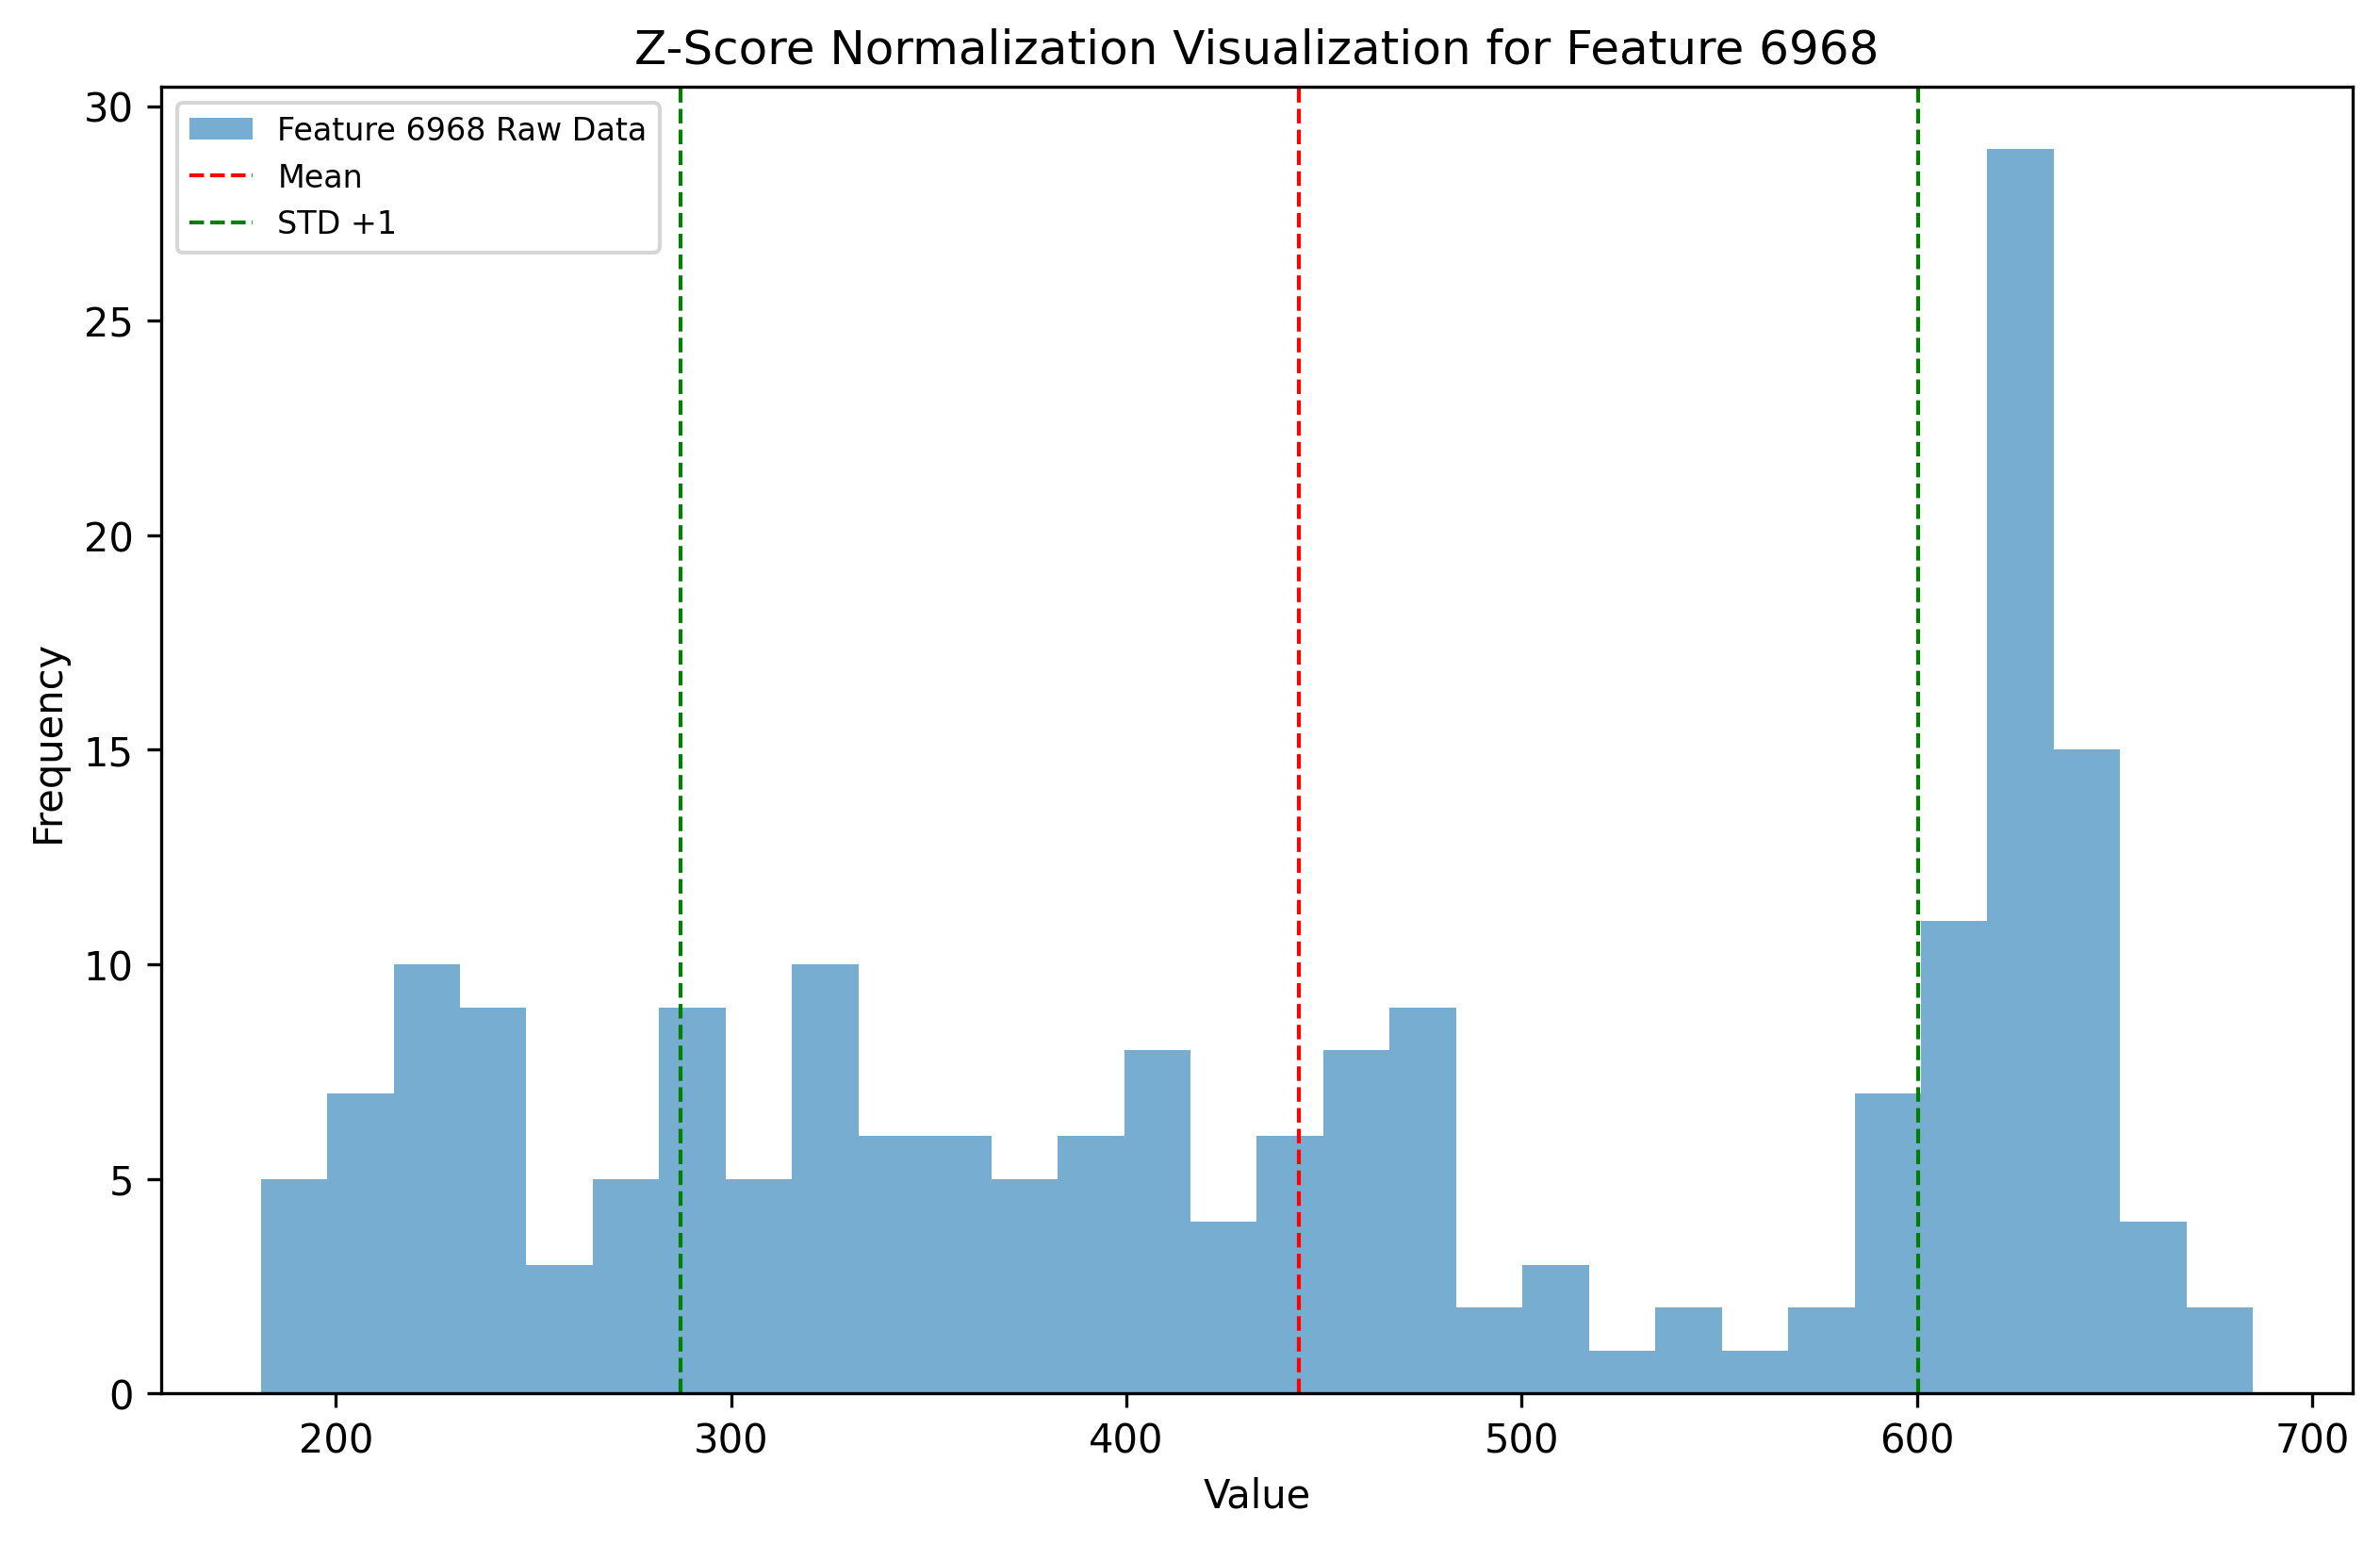 Z-Score Normalization Visualization for Feature 6968
Feature 6968 Raw Data
Mean
STD +1
Frequency
30
25
20
15
10
5
0
200 300 400 500 600 700
Value